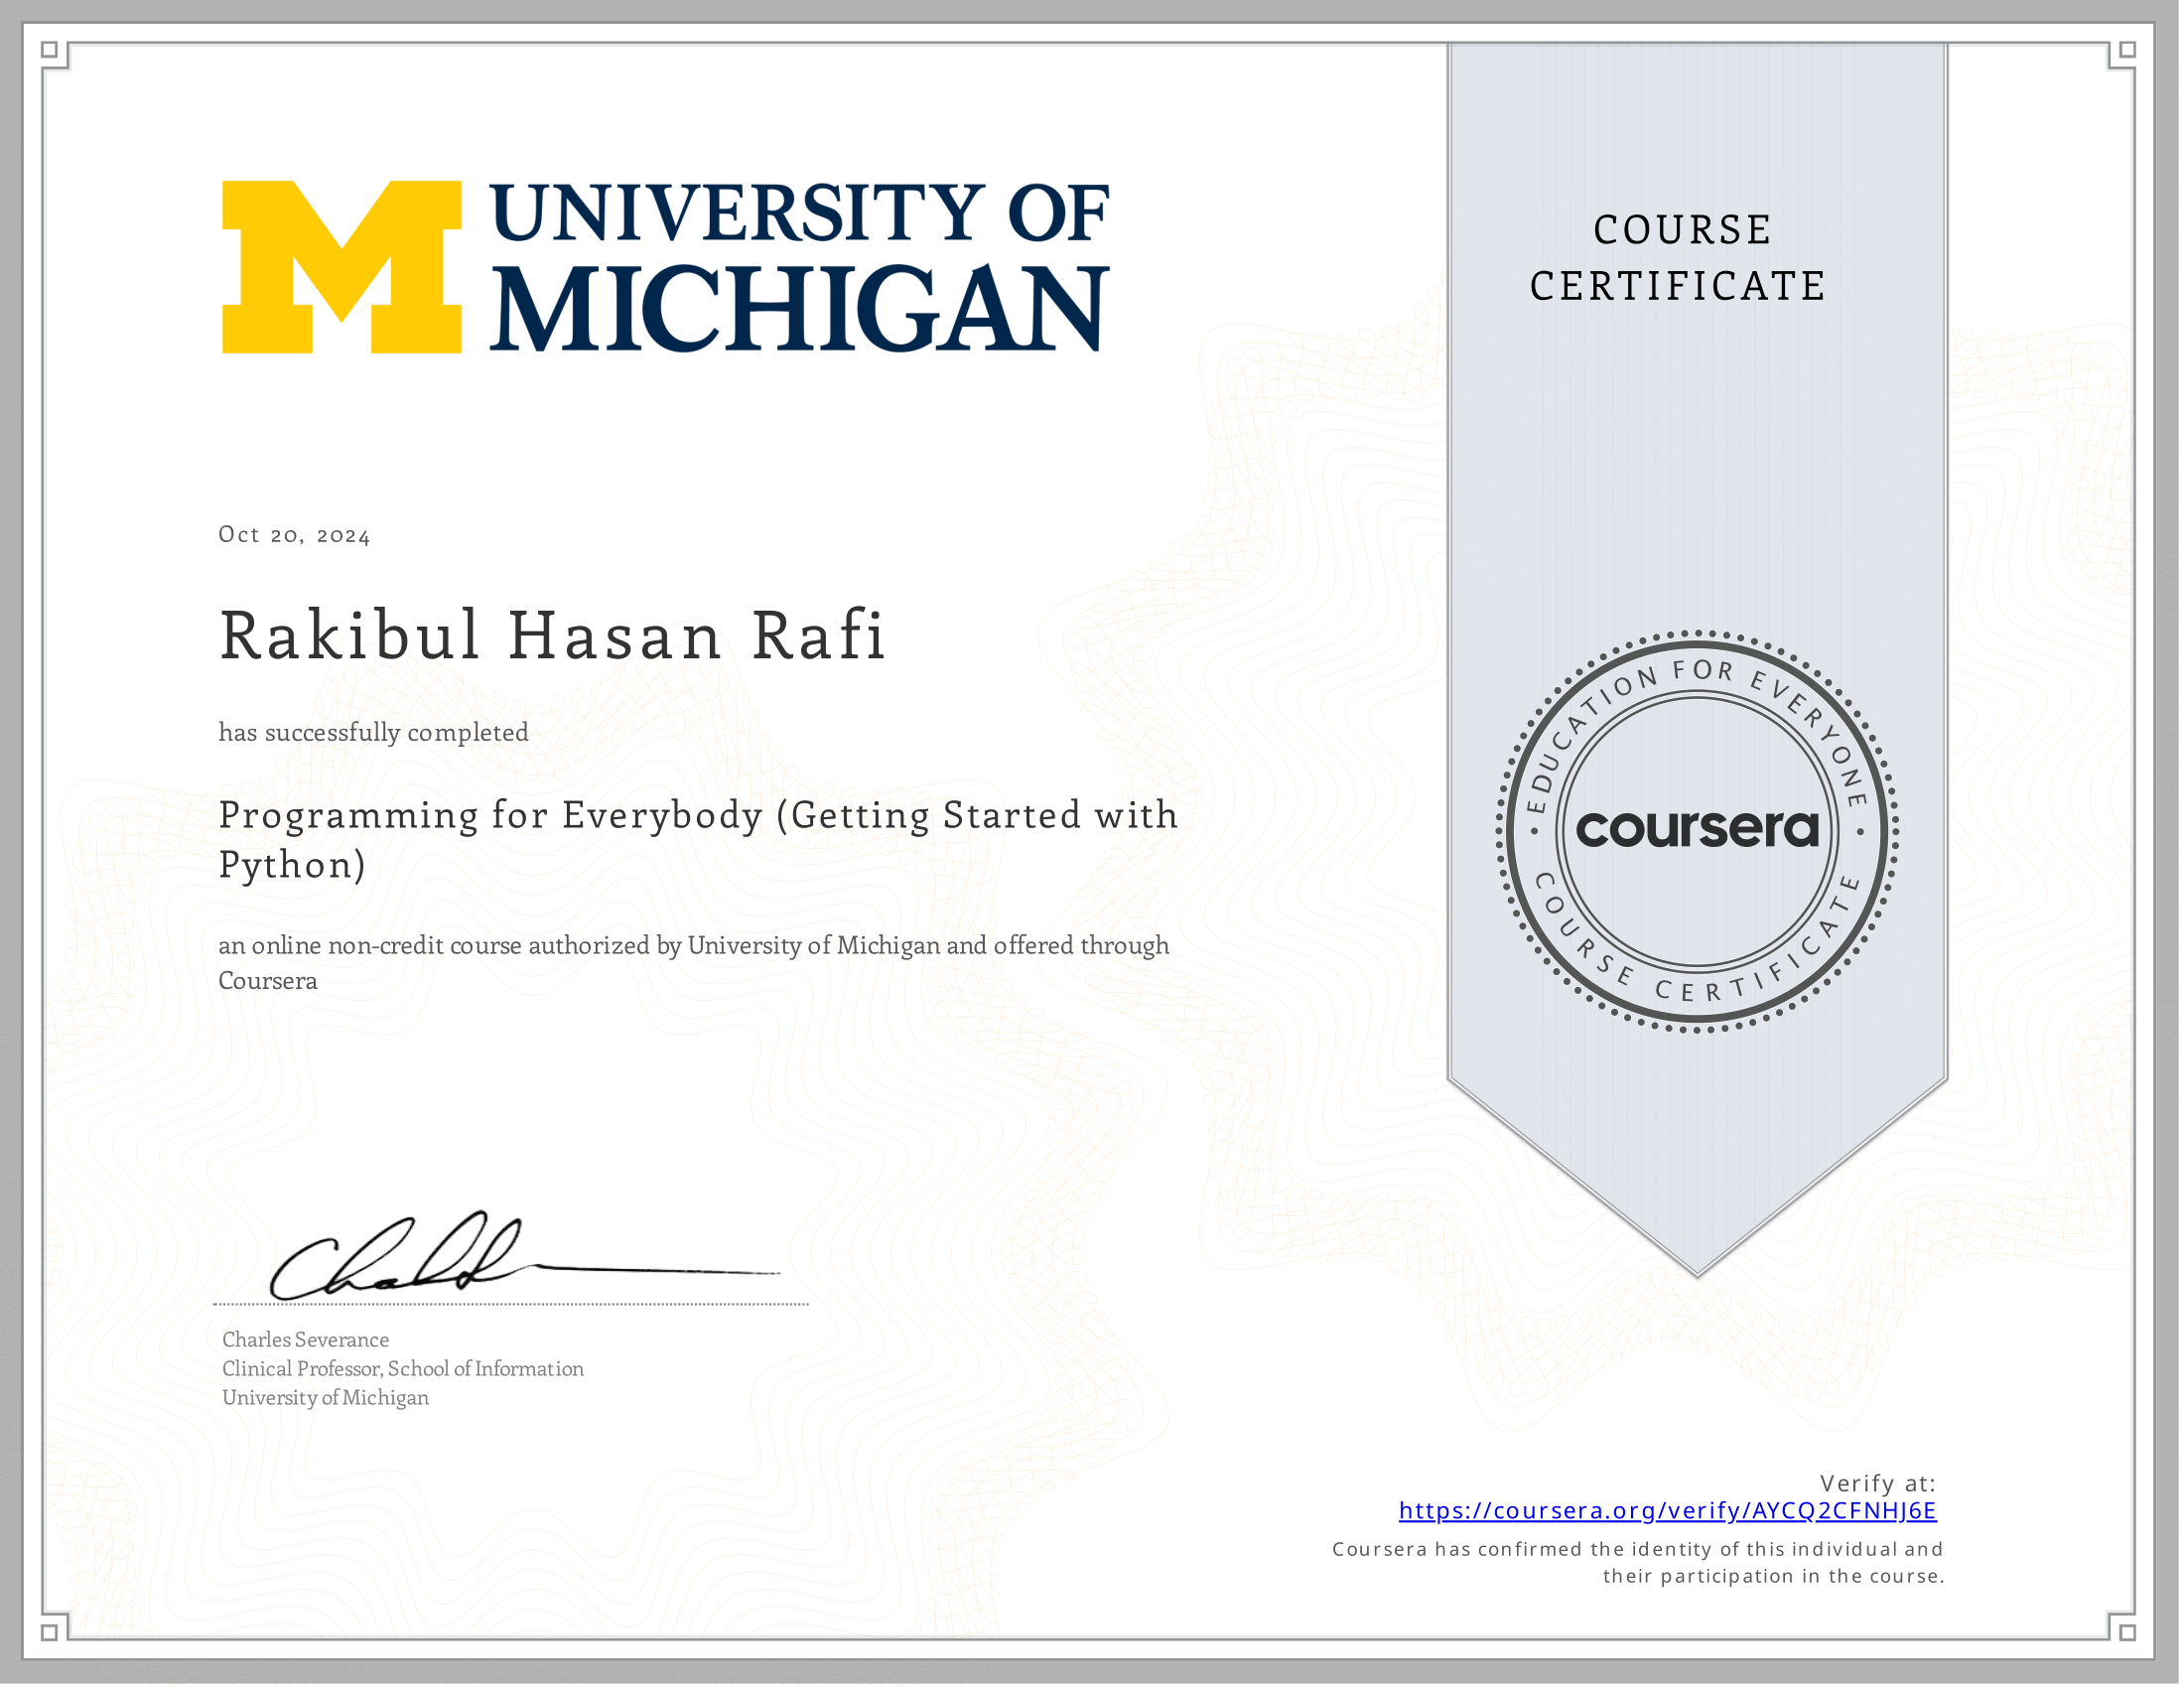 UNIVERSITY OF
MICHIGAN
COURSE
CERTIFICATE
Oct 20, 2024
Rakibul Hasan Rafi
has successfully completed
Programming for Everybody (Getting Started with
Python)
an online non-credit course authorized by University of Michigan and offered through
Coursera
EDUCATION FOR EVERYONE
coursera
COURSE CERTIFICATE
Charles Severance
Clinical Professor, School of Information
University of Michigan
Verify at:
https://coursera.org/verify/AYCQ2CFNHJ6E
Coursera has confirmed the identity of this individual and
their participation in the course.